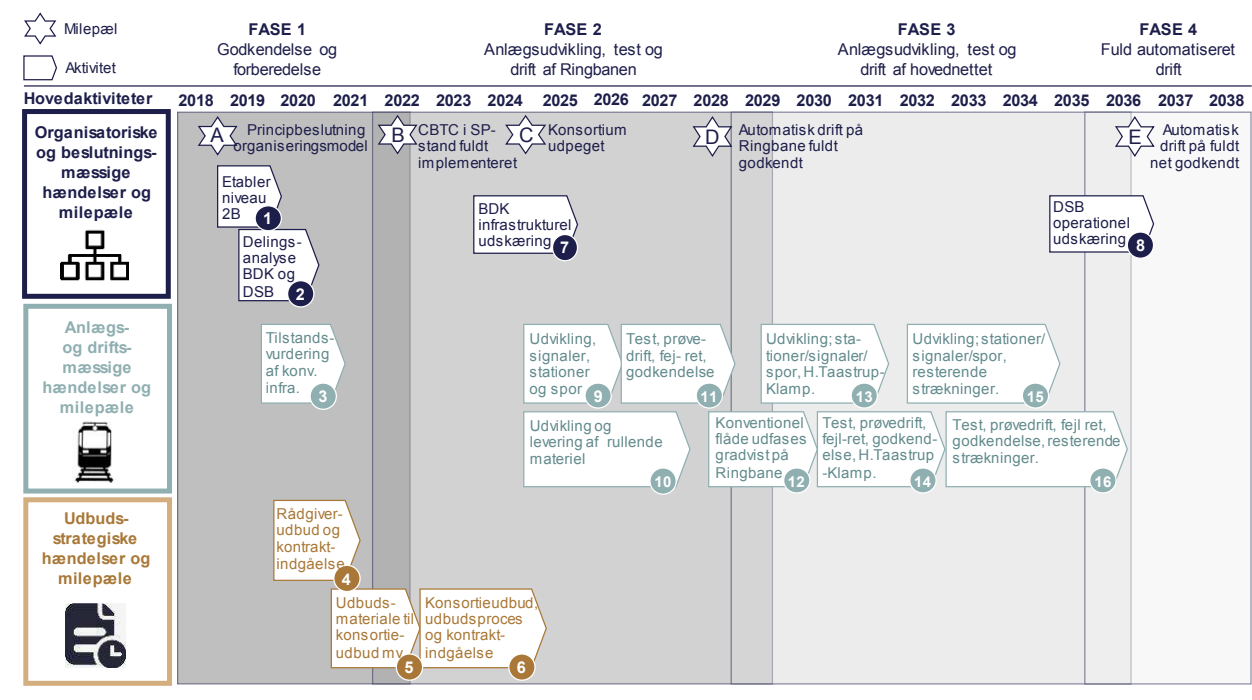 Milepæl
Aktivitet
FASE 1
Godkendelse og
forberedelse
FASE 2
Anlægsudvikling, test og
drift af Ringbanen
FASE 3
Anlægsudvikling, test og
drift af hovednettet
FASE 4
Fuld automatiseret
drift
Hovedaktiviteter 2018 2019 2020 2021 2022 2023 2024 2025 2026 2027 2028 2029 2030 2031 2032 2033 2034 2035 2036 2037 2038
Organisatoriske
og beslutnings-
mæssige
hændelser og
milepæle
A
Principbeslutning
organiseringsmodel
B
CBTC i SP-
stand fuldt
implementeret
C
Konsortium
udpeget
D
Automatisk drift på
Ringbane fuldt
godkendt
E
Automatisk
drift på fuldt
net godkendt
Etabler
niveau
2B
1
Delings-
analyse
BDK og
DSB
2
BDK
infrastrukturel
udskæring
7
DSB
operationel
udskæring
8
Anlægs-
og drifts-
mæssige
hændelser og
milepæle
Tilstands-
vurdering
af konv.
infra.
3
Udvikling,
signaler,
stationer
og spor
9
Test, prøve-
drift, fej- ret,
godkendelse
11
Udvikling; sta-
tioner/signaler/
spor, H.Taastrup-
Klamp.
13
Udvikling; stationer/
signaler/spor,
resterende
strækninger.
15
Udvikling og
levering af rullende
materiel
10
Konventionel
flåde udfases
gradvist på
Ringbane
12
Test, prøvedrift,
fejl-ret, godkend-
else, H.Taastrup
-Klamp.
14
Test, prøvedrift, fejl ret,
godkendelse, resterende
strækninger.
16
Udbuds-
strategiske
hændelser og
milepæle
Rådgiver-
udbud og
kontrakt-
indgåelse
4
Udbuds-
materiale til
konsortie-
udbud mv
5
Konsortieudbud,
udbudsproces
og kontrakt-
indgåelse
6